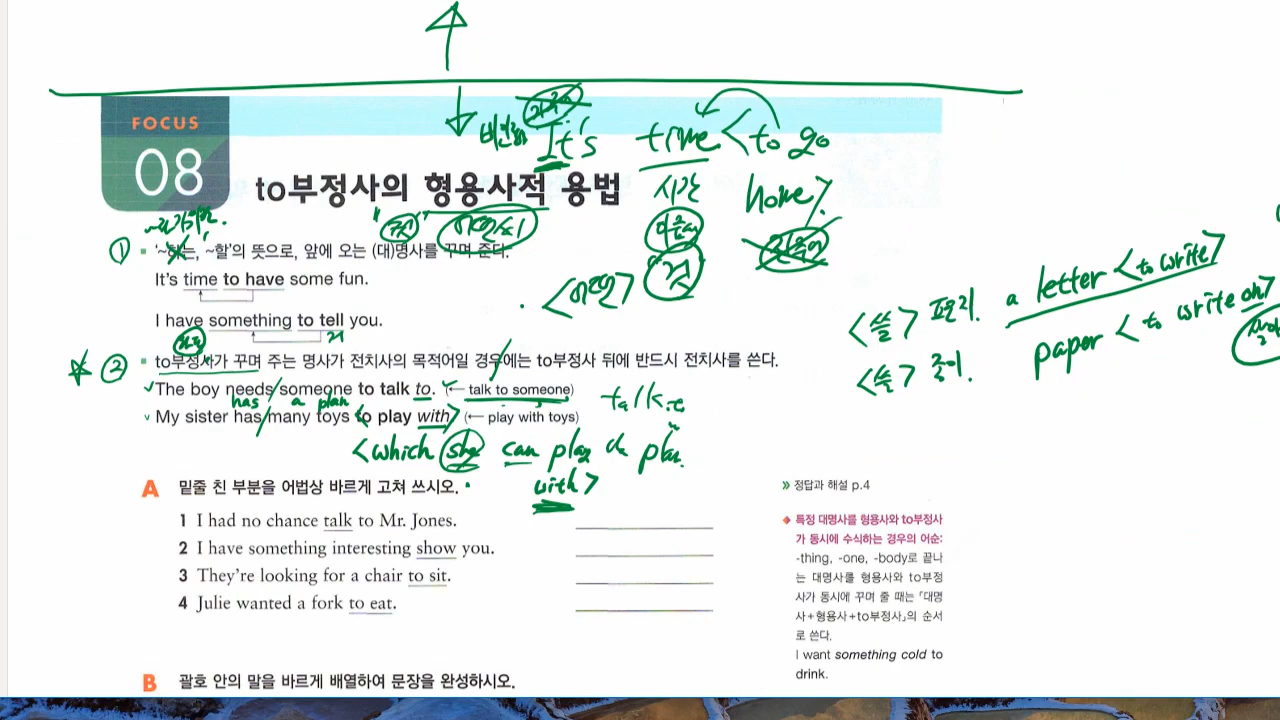 It's time < to go
비인칭
시간 home >
FOCUS
08
to부정사의 형용사적 용법
① '~하는, ~할'의 뜻으로, 앞에 오는 (대)명사를 꾸며 준다.
것
It's time to have some fun.
<어떤>
I have something to tell you.
② to부정사가 꾸며 주는 명사가 전치사의 목적어일 경우에는 to부정사 뒤에 반드시 전치사를 쓴다.
The boy needs someone to talk to. (← talk to someone)
has a plan
My sister has many toys to play with. (← play with toys)
<which she can play
with>
<쓸> 편지. a letter <to write>
<쓸> 종이. paper < to write on>
A 밑줄 친 부분을 어법상 바르게 고쳐 쓰시오.
1 I had no chance talk to Mr. Jones.
2 I have something interesting show you.
3 They're looking for a chair to sit.
4 Julie wanted a fork to eat.
» 정답과 해설 p.4
특정 대명사를 형용사와 to부정사
가 동시에 수식하는 경우의 어순:
-thing, -one, -body로 끝나
는 대명사를 형용사와 to부정
사가 동시에 꾸며 줄 때는 「대명
사+형용사+to부정사」의 순서
로 쓴다.
I want something cold to
drink.
B 괄호 안의 말을 바르게 배열하여 문장을 완성하시오.